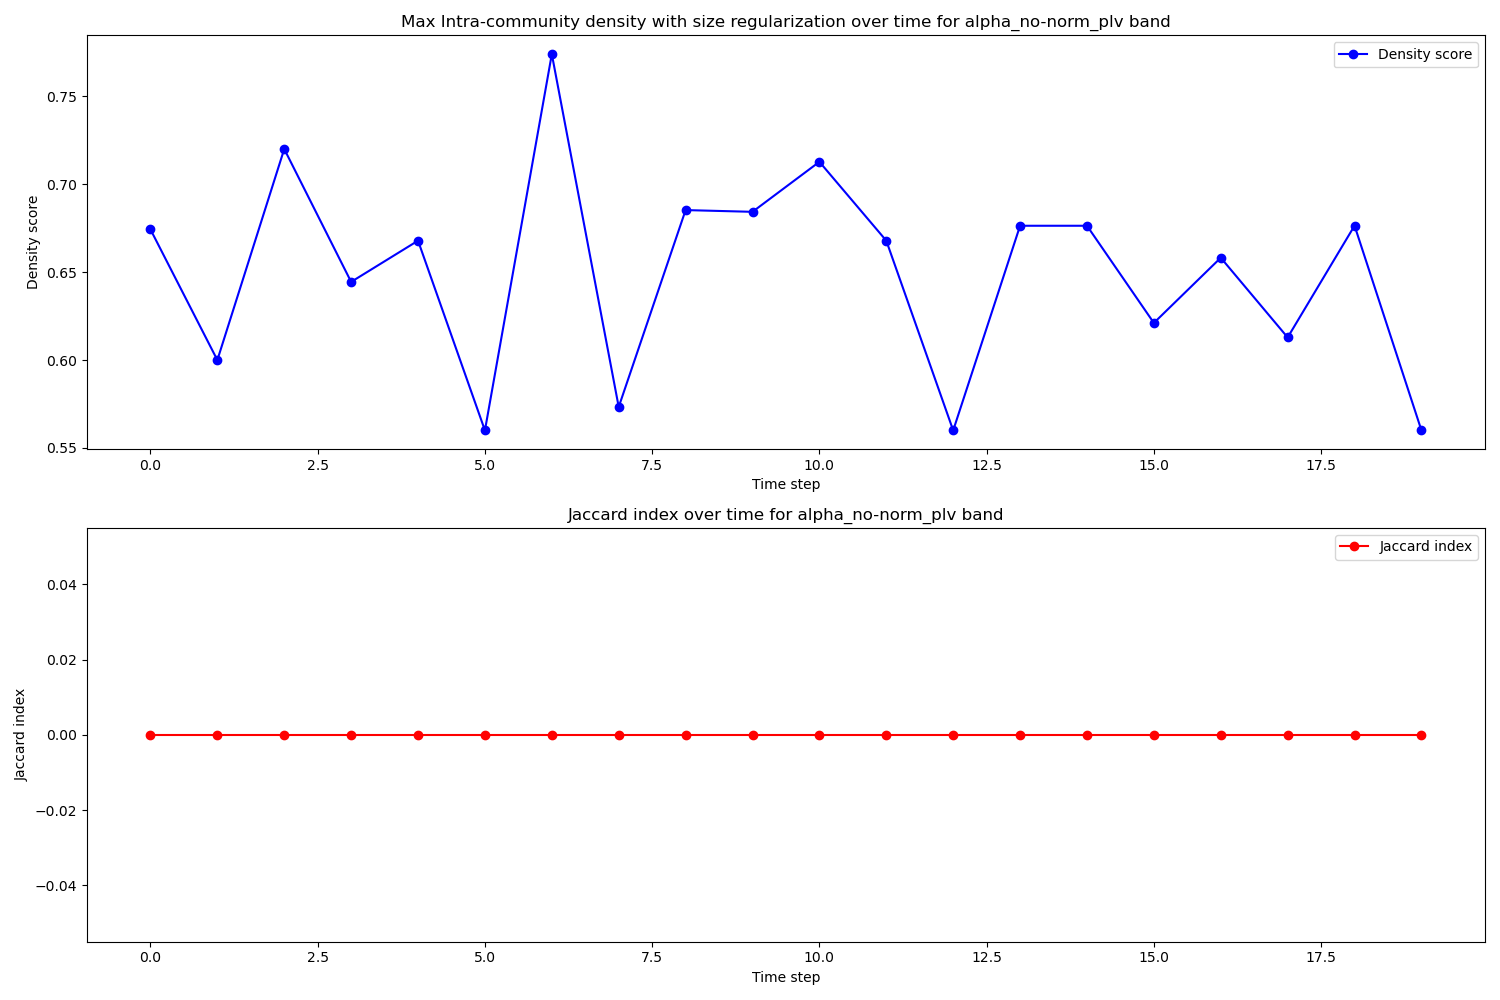 Max Intra-community density with size regularization over time for alpha_no-norm_plv band
Density score
0.75
0.70
0.65
0.60
0.55
Density score
0.0 2.5 5.0 7.5 10.0 12.5 15.0 17.5
Time step
Jaccard index over time for alpha_no-norm_plv band
Jaccard index
0.04
0.02
0.00
−0.02
−0.04
Jaccard index
0.0 2.5 5.0 7.5 10.0 12.5 15.0 17.5
Time step